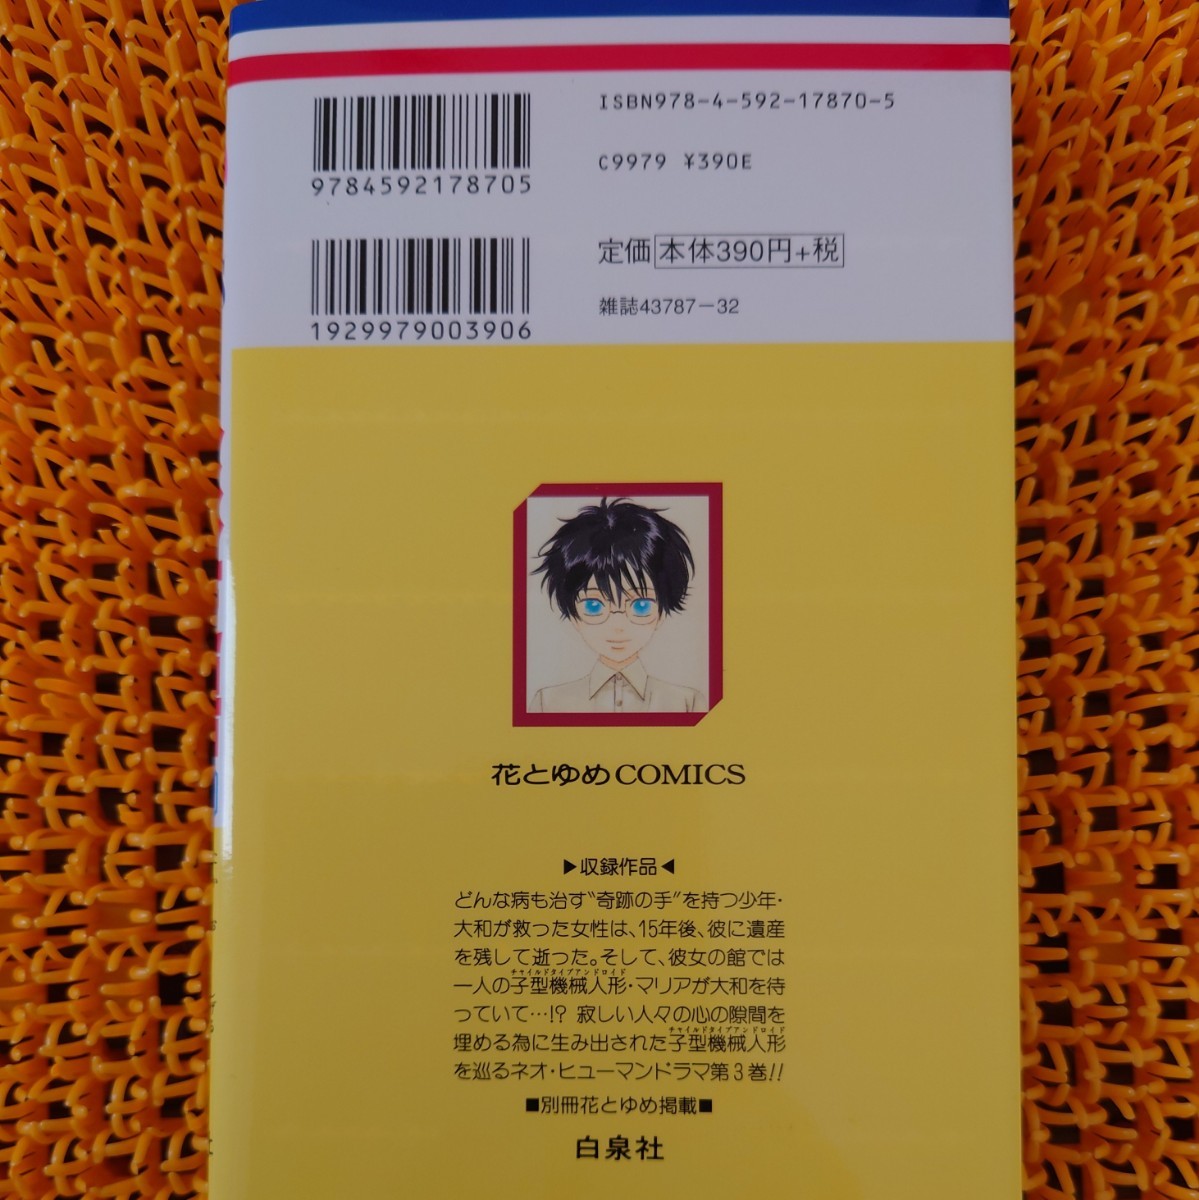 9784592178705
ISBN978-4-592-17870-5
C9979 ¥390E
1929979003906
定価 本体390円+税
雑誌43787-32
花とゆめCOMICS
▶収録作品◀
どんな病も治す〝奇跡の手〟を持つ少年・
大和が救った女性は、15年後、彼に遺産
を残して逝った。そして、彼女の館では
チャイルドタイプアンドロイド
一人の子型機械人形・マリアが大和を待
っていて…!? 寂しい人々の心の隙間を
チャイルドタイプアンドロイド
埋める為に生み出された子型機械人形
を巡るネオ・ヒューマンドラマ第3巻!!
■別冊花とゆめ掲載■
白泉社